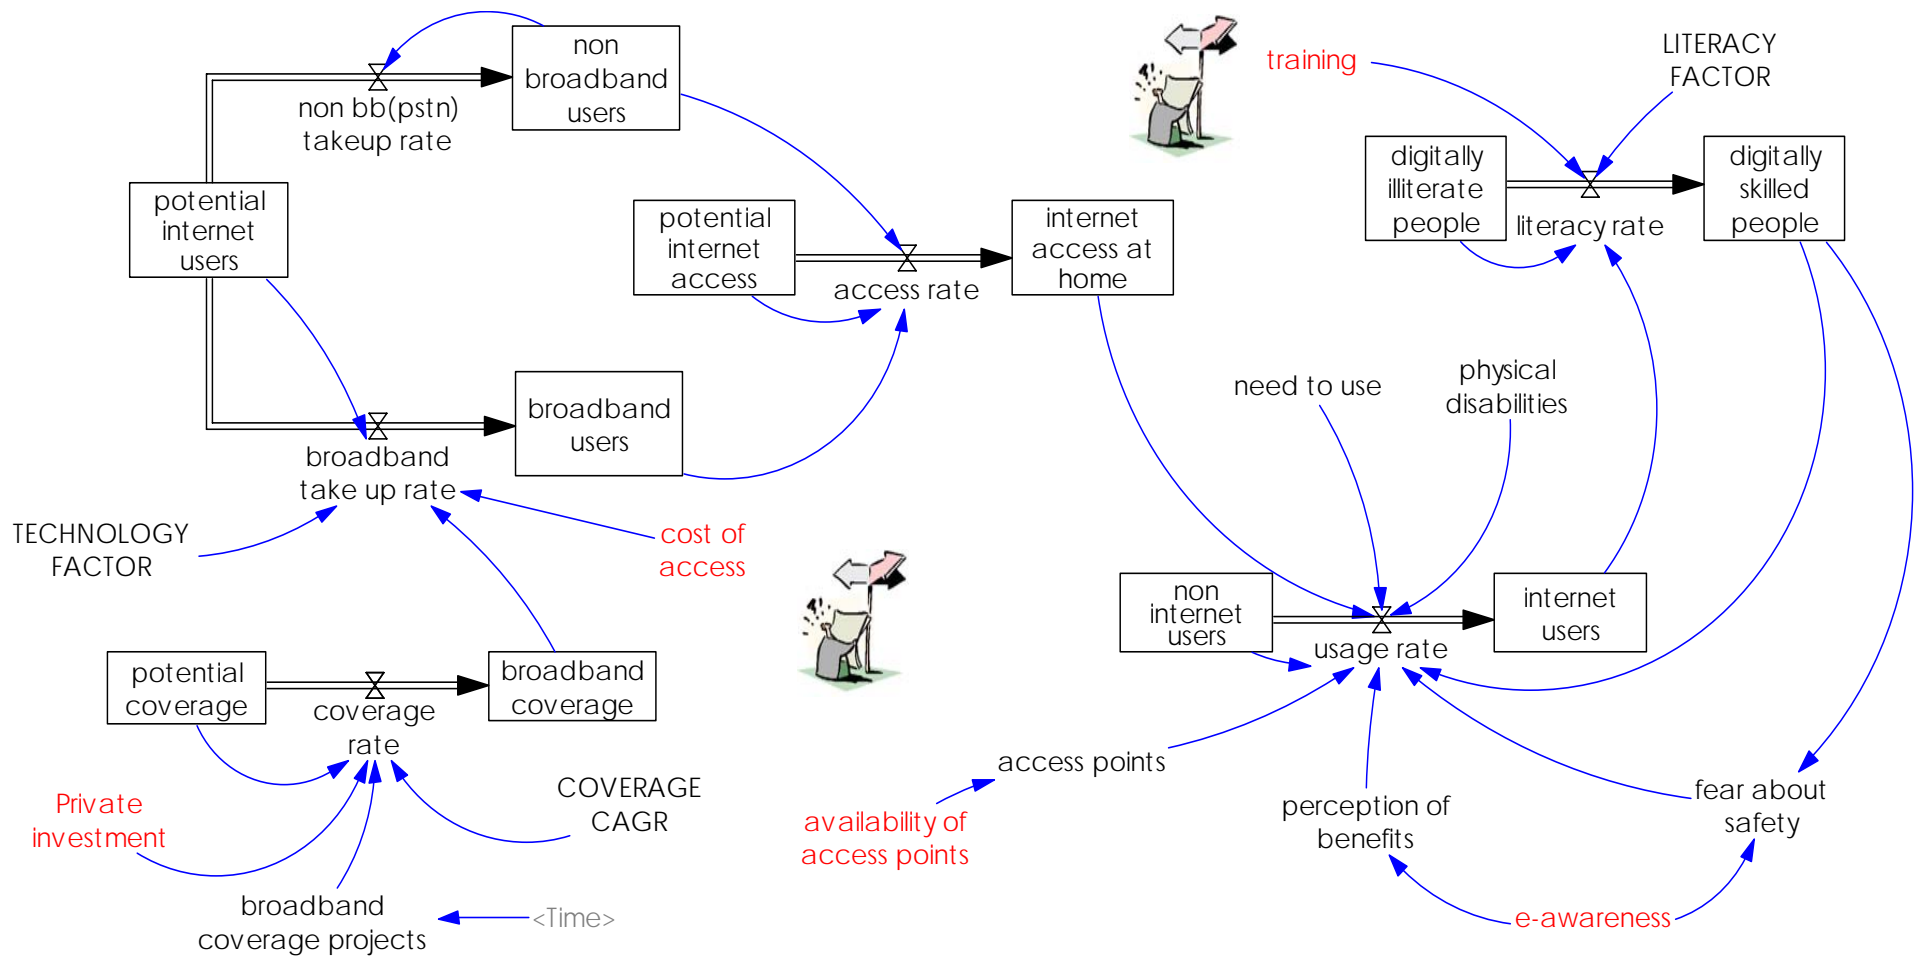 non
broadband
users
non bb(pstn)
takeup rate
potential
internet
users
potential
internet
access
access rate
internet
access at
home
training
LITERACY
FACTOR
digitally
illiterate
people
literacy rate
digitally
skilled
people
broadband
users
broadband
take up rate
TECHNOLOGY
FACTOR
cost of
access
need to use
physical
disabilities
non
internet
users
usage rate
internet
users
potential
coverage
coverage
rate
broadband
coverage
Private
investment
COVERAGE
CAGR
broadband
coverage projects
<Time>
access points
availability of
access points
perception of
benefits
fear about
safety
e-awareness